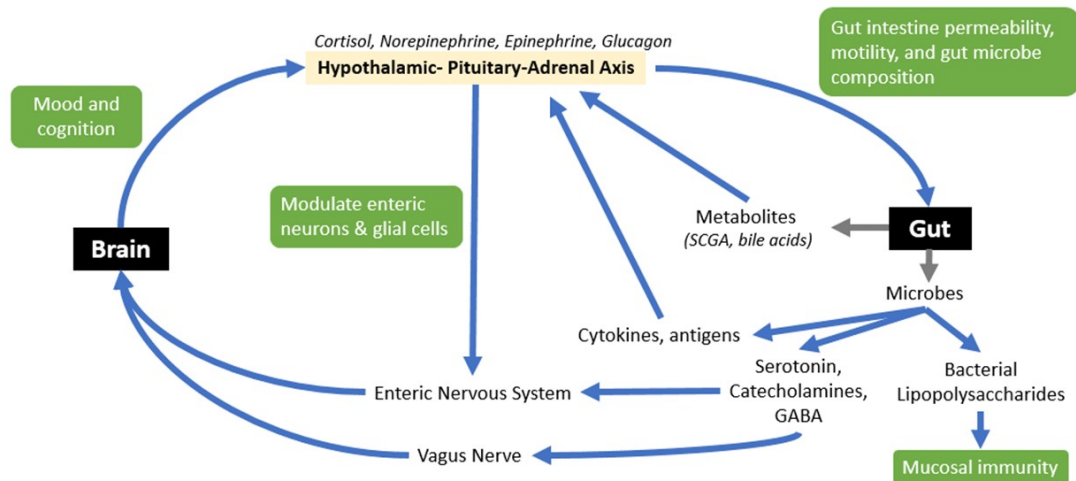 Cortisol, Norepinephrine, Epinephrine, Glucagon
Hypothalamic- Pituitary-Adrenal Axis
Gut intestine permeability,
motility, and gut microbe
composition
Mood and
cognition
Modulate enteric
neurons & glial cells
Metabolites
(SCGA, bile acids)
Gut
Brain
Microbes
Cytokines, antigens
Serotonin,
Catecholamines,
GABA
Bacterial
Lipopolysaccharides
Enteric Nervous System
Vagus Nerve
Mucosal immunity